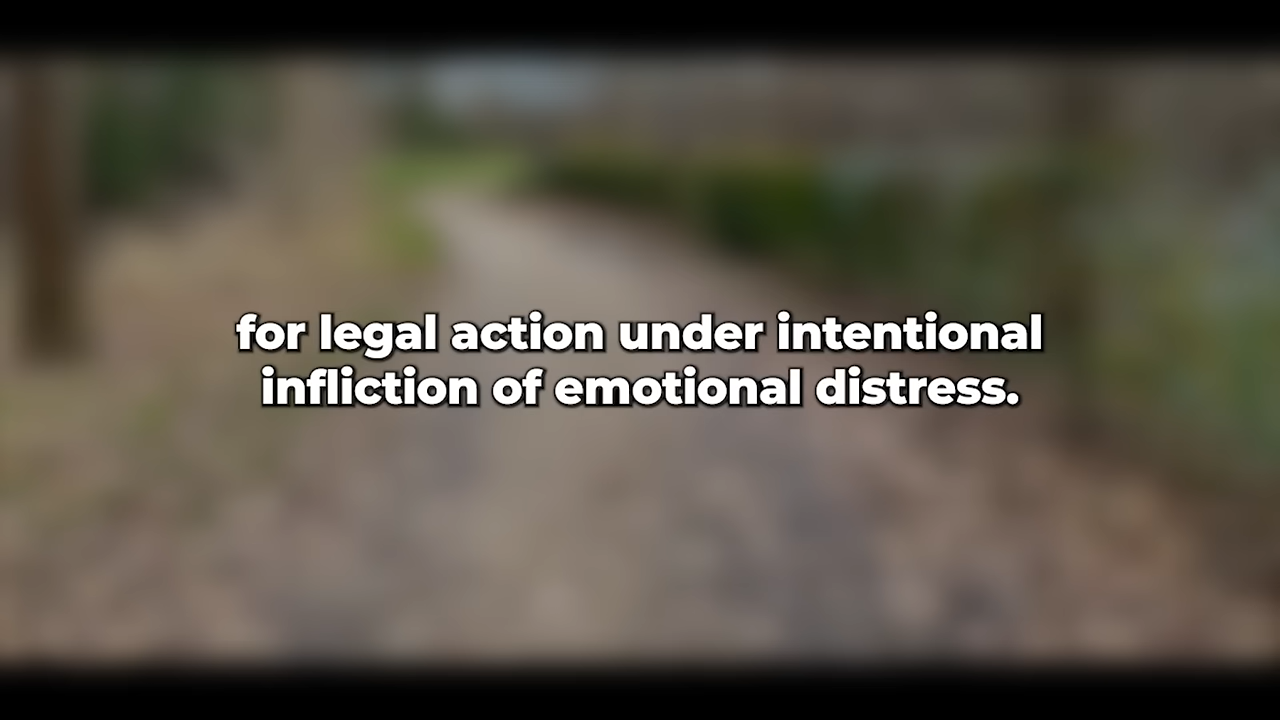 for legal action under intentional
infliction of emotional distress.